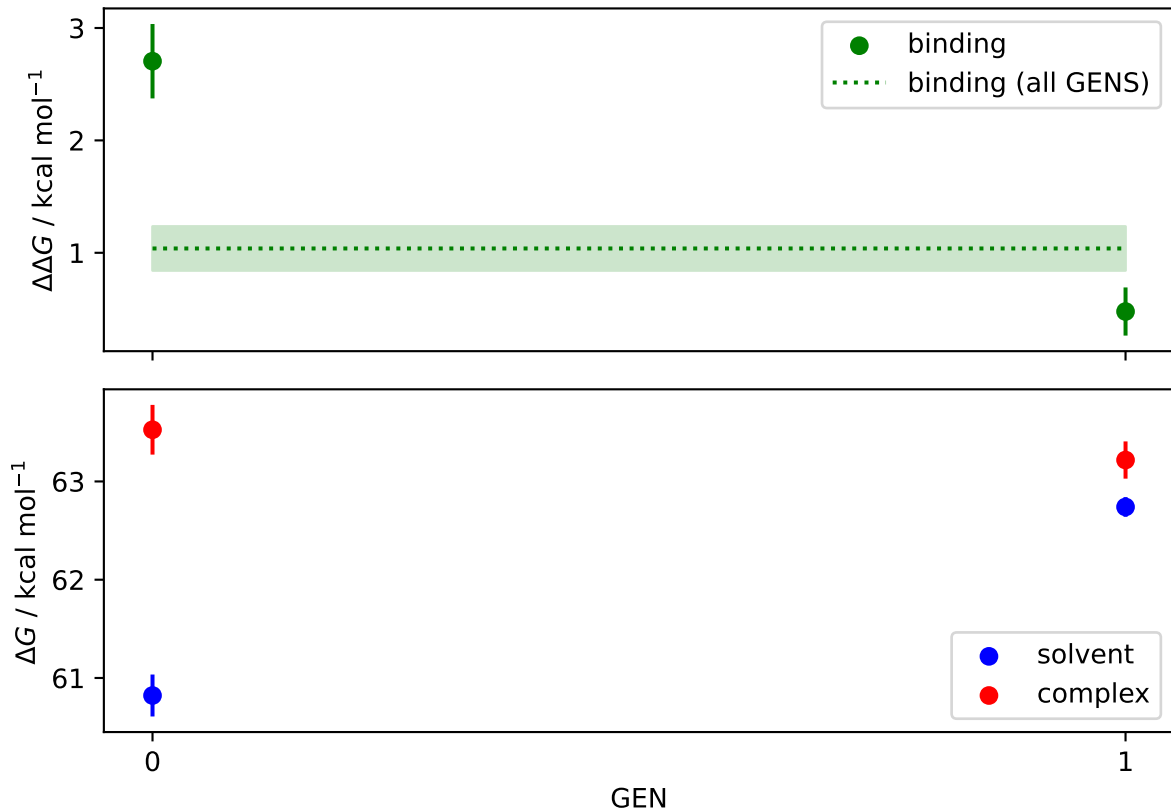 3
2
1
ΔΔG / kcal mol⁻¹
binding
binding (all GENS)
63
62
61
ΔG / kcal mol⁻¹
solvent
complex
0
1
GEN